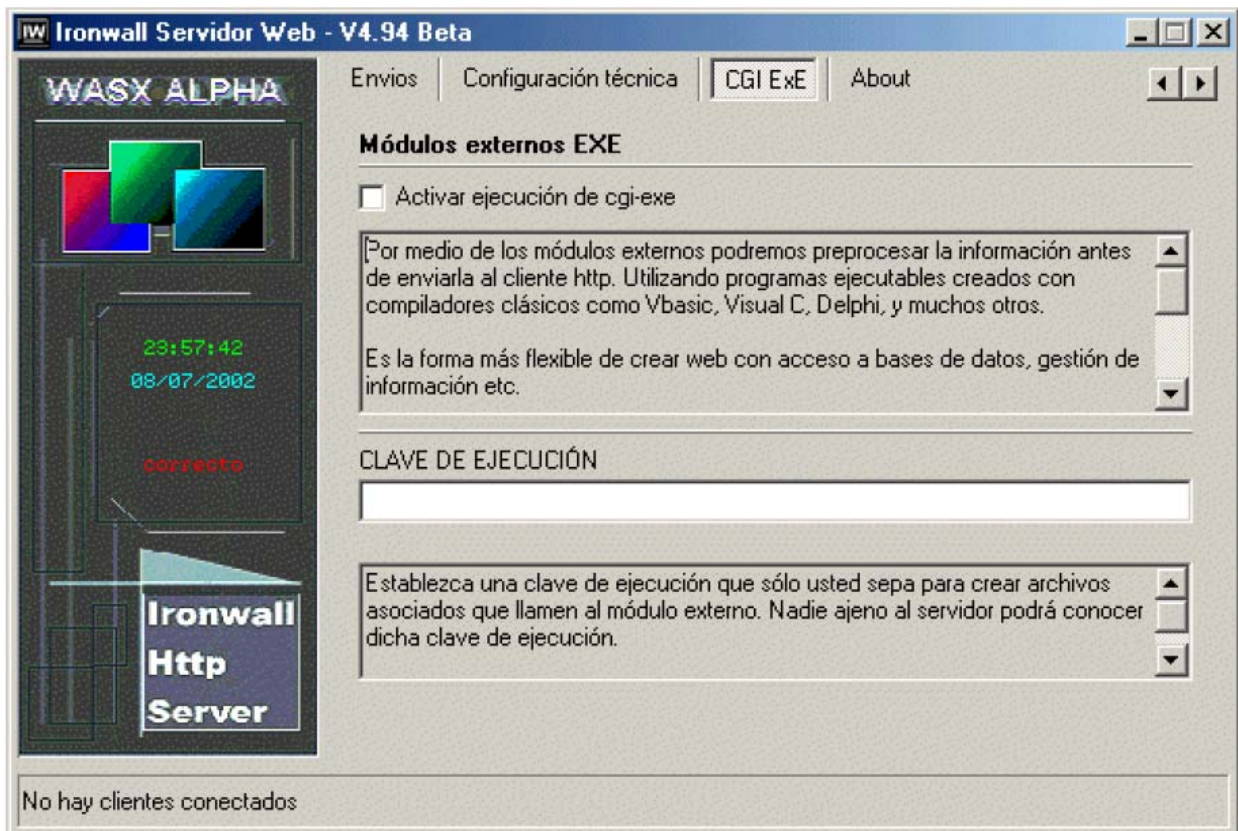 Ironwall Servidor Web - V4.94 Beta
WASX ALPHA
23:57:42
08/07/2002
correcto
Ironwall
Http
Server
Envios
Configuración técnica
CGI ExE
About
Módulos externos EXE
Activar ejecución de cgi-exe
Por medio de los módulos externos podremos preprocesar la información antes
de enviarla al cliente http. Utilizando programas ejecutables creados con
compiladores clásicos como Vbasic, Visual C, Delphi, y muchos otros.
Es la forma más flexible de crear web con acceso a bases de datos, gestión de
información etc.
CLAVE DE EJECUCIÓN
Establezca una clave de ejecución que sólo usted sepa para crear archivos
asociados que llamen al módulo externo. Nadie ajeno al servidor podrá conocer
dicha clave de ejecución.
No hay clientes conectados